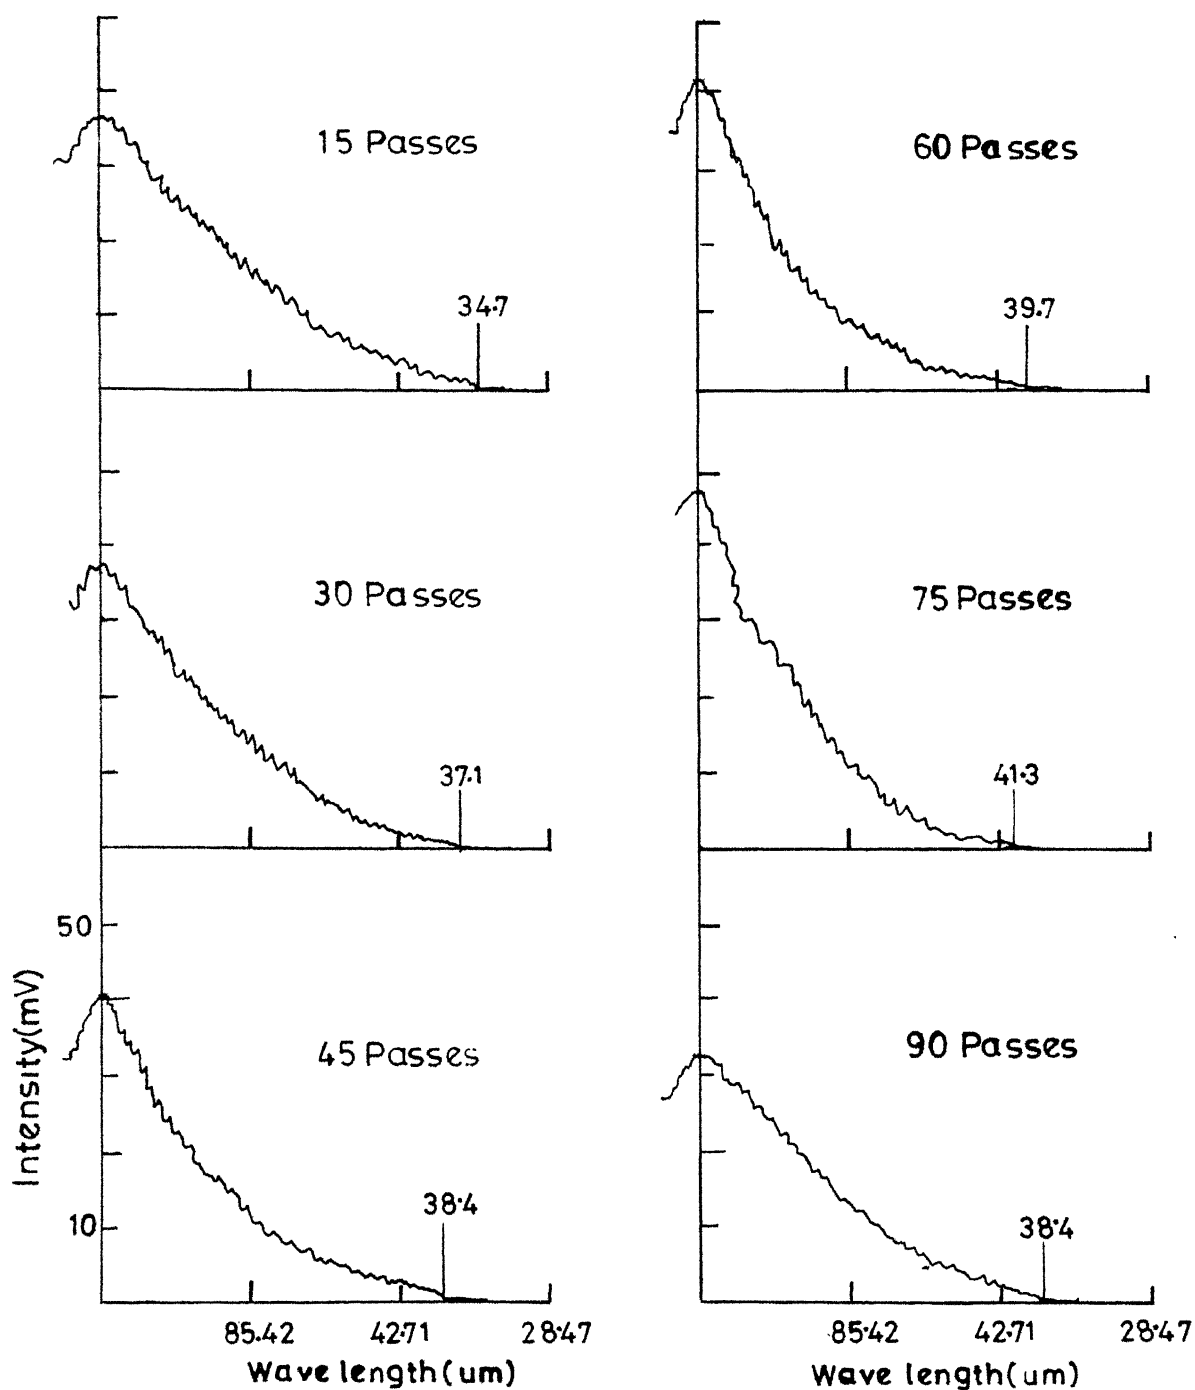 15 Passes
34.7
60 Passes
39.7
30 Passes
37.1
75 Passes
41.3
50
45 Passes
38.4
10
90 Passes
38.4
Intensity(mV)
85.42 42.71 28.47
Wave length(um)
85.42 42.71 28.47
Wave length(um)